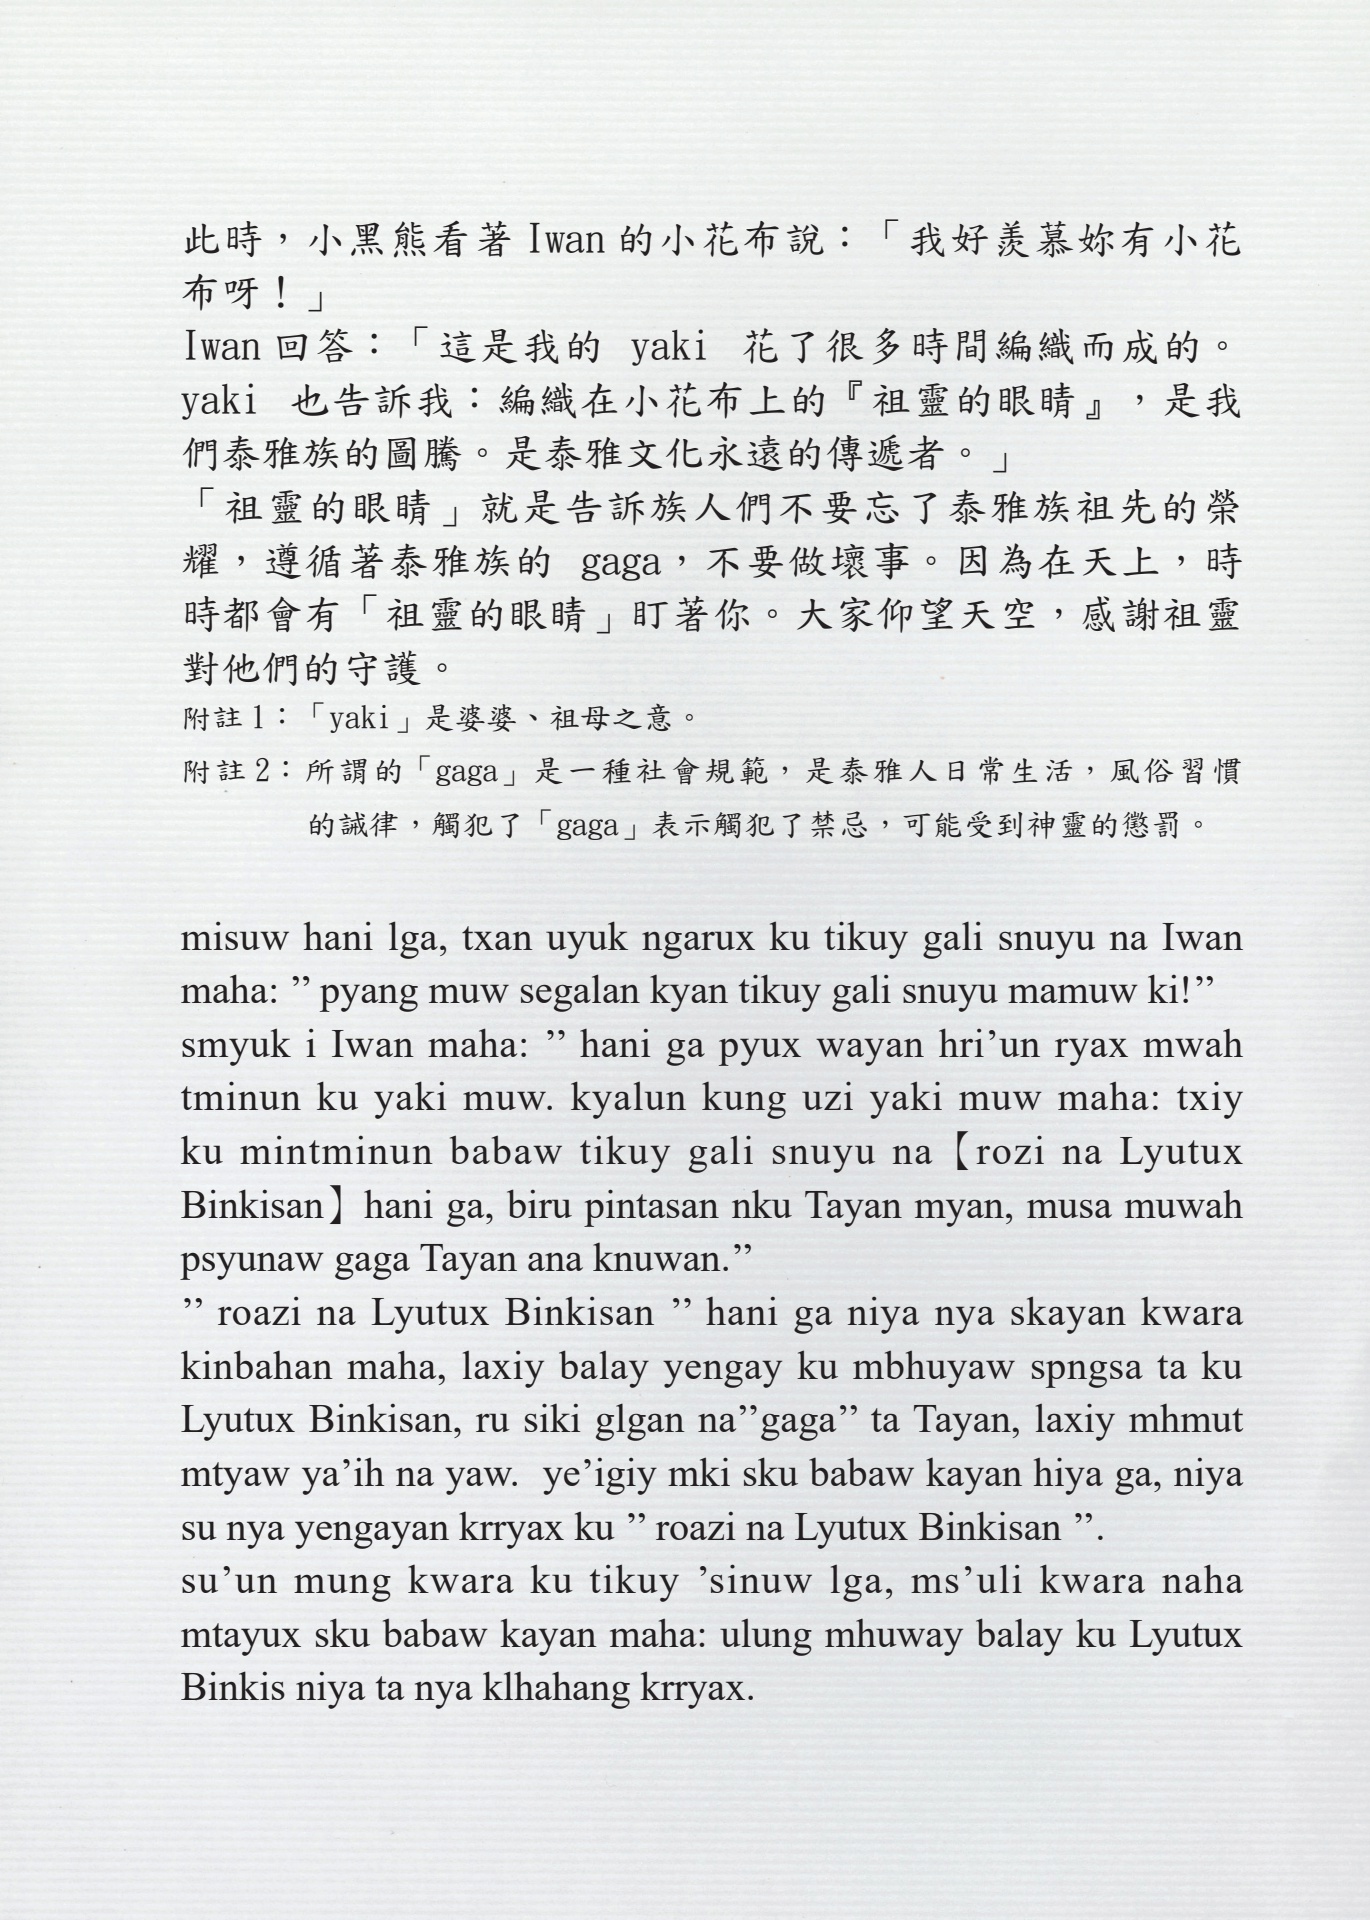 此時，小黑熊看著 Iwan 的小花布說：「我好羨慕妳有小花
布呀！」
Iwan 回答：「這是我的 yaki 花了很多時間編織而成的。
yaki 也告訴我：編織在小花布上的『祖靈的眼睛』，是我
們泰雅族的圖騰。是泰雅文化永遠的傳遞者。」
「祖靈的眼睛」就是告訴族人們不要忘了泰雅族祖先的榮
耀，遵循著泰雅族的 gaga，不要做壞事。因為在天上，時
時都會有「祖靈的眼睛」盯著你。大家仰望天空，感謝祖靈
對他們的守護。
附註 1：「yaki」是婆婆、祖母之意。
附註 2：所謂的「gaga」是一種社會規範，是泰雅人日常生活，風俗習慣
的誡律，觸犯了「gaga」表示觸犯了禁忌，可能受到神靈的懲罰。
misuw hani lga, txan uyuk ngarux ku tikuy gali snuyu na Iwan
maha: ” pyang muw segalan kyan tikuy gali snuyu mamuw ki!”
smyuk i Iwan maha: ” hani ga pyux wayan hri’un ryax mwah
tminun ku yaki muw. kyalun kung uzi yaki muw maha: txiy
ku mintminun babaw tikuy gali snuyu na【rozi na Lyutux
Binkisan】hani ga, biru pintasan nku Tayan myan, musa muwah
psyunaw gaga Tayan ana knuwan.”
” roazi na Lyutux Binkisan ” hani ga niya nya skayan kwara
kinbahan maha, laxiy balay yengay ku mbhuyaw spngsa ta ku
Lyutux Binkisan, ru siki glgan na”gaga” ta Tayan, laxiy mhmut
mtyaw ya’ih na yaw.  ye’igiy mki sku babaw kayan hiya ga, niya
su nya yengayan krryax ku ” roazi na Lyutux Binkisan ”.
su’un mung kwara ku tikuy ’sinuw lga, ms’uli kwara naha
mtayux sku babaw kayan maha: ulung mhuway balay ku Lyutux
Binkis niya ta nya klhahang krryax.